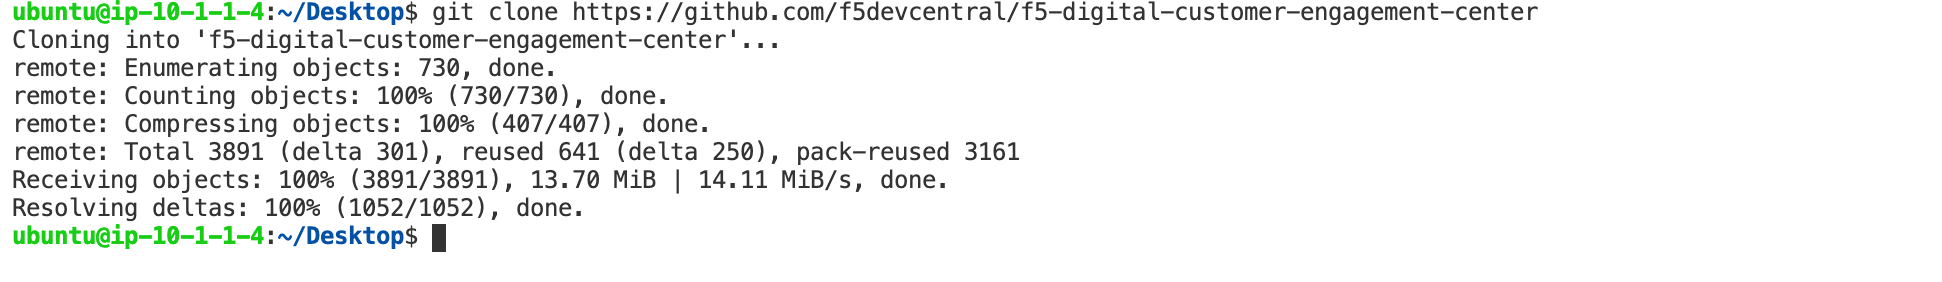 ubuntu@ip-10-1-1-4:~/Desktop$ git clone https://github.com/f5devcentral/f5-digital-customer-engagement-center
Cloning into 'f5-digital-customer-engagement-center'...
remote: Enumerating objects: 730, done.
remote: Counting objects: 100% (730/730), done.
remote: Compressing objects: 100% (407/407), done.
remote: Total 3891 (delta 301), reused 641 (delta 250), pack-reused 3161
Receiving objects: 100% (3891/3891), 13.70 MiB | 14.11 MiB/s, done.
Resolving deltas: 100% (1052/1052), done.
ubuntu@ip-10-1-1-4:~/Desktop$